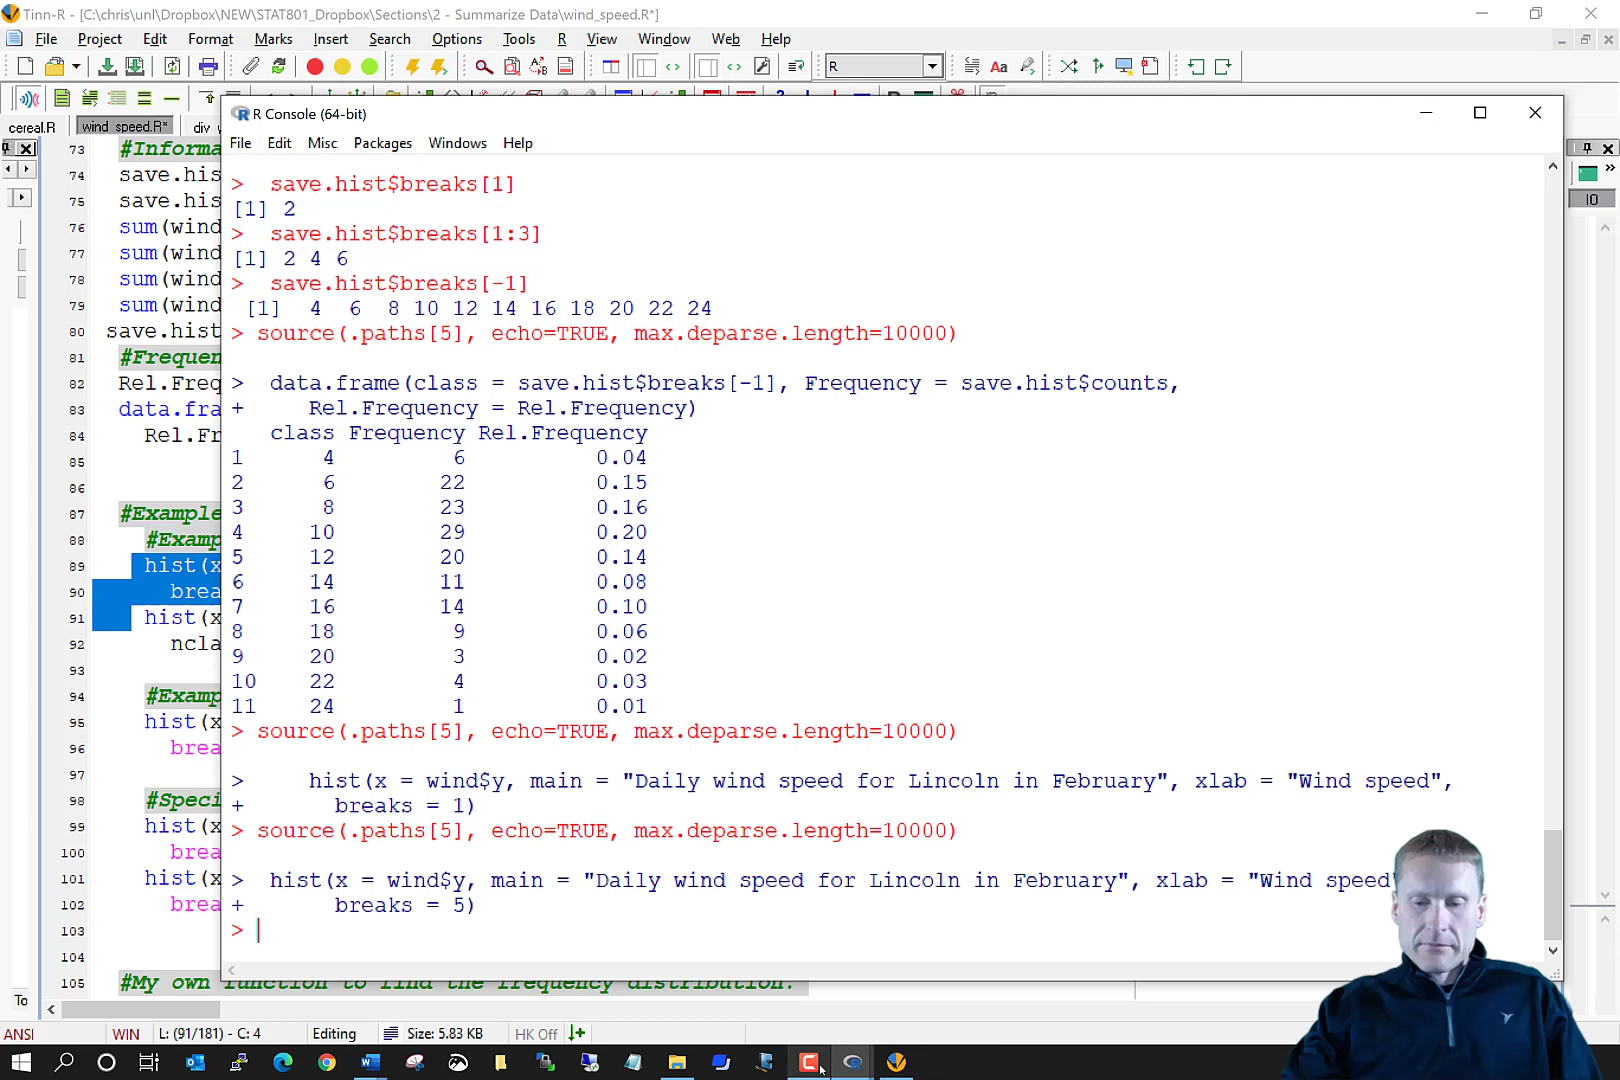 Tinn-R - [C:\chris\unl\Dropbox\NEW\STAT801_Dropbox\Sections\2 - Summarize Data\wind_speed.R*]
File Project Edit Format Marks Insert Search Options Tools R View Window Web Help
R
cereal.R wind_speed.R* div_
R Console (64-bit)
File Edit Misc Packages Windows Help
73 #Informa
74 save.his
75 save.his
76 sum(wind
77 sum(wind
78 sum(wind
79 sum(wind
80 save.hist
81 #Frequen
82 Rel.Freq
83 data.fra
84 Rel.Fr
85
86
87 #Example
88 #Examp
89 hist(x
90 brea
91 hist(x
92 ncla
93
94 #Examp
95 hist(x
96 brea
97
98 #Speci
99 hist(x
100 brea
101 hist(x
102 brea
103
104
105 #My own function to find the frequency distribution.
> save.hist$breaks[1]
[1] 2
> save.hist$breaks[1:3]
[1] 2 4 6
> save.hist$breaks[-1]
[1] 4 6 8 10 12 14 16 18 20 22 24
> source(.paths[5], echo=TRUE, max.deparse.length=10000)
> data.frame(class = save.hist$breaks[-1], Frequency = save.hist$counts,
+ Rel.Frequency = Rel.Frequency)
class Frequency Rel.Frequency
1 4 6 0.04
2 6 22 0.15
3 8 23 0.16
4 10 29 0.20
5 12 20 0.14
6 14 11 0.08
7 16 14 0.10
8 18 9 0.06
9 20 3 0.02
10 22 4 0.03
11 24 1 0.01
> source(.paths[5], echo=TRUE, max.deparse.length=10000)
> hist(x = wind$y, main = "Daily wind speed for Lincoln in February", xlab = "Wind speed",
+ breaks = 1)
> source(.paths[5], echo=TRUE, max.deparse.length=10000)
> hist(x = wind$y, main = "Daily wind speed for Lincoln in February", xlab = "Wind speed"
+ breaks = 5)
>
IO
To
ANSI WIN L: (91/181) - C: 4 Editing Size: 5.83 KB HK Off